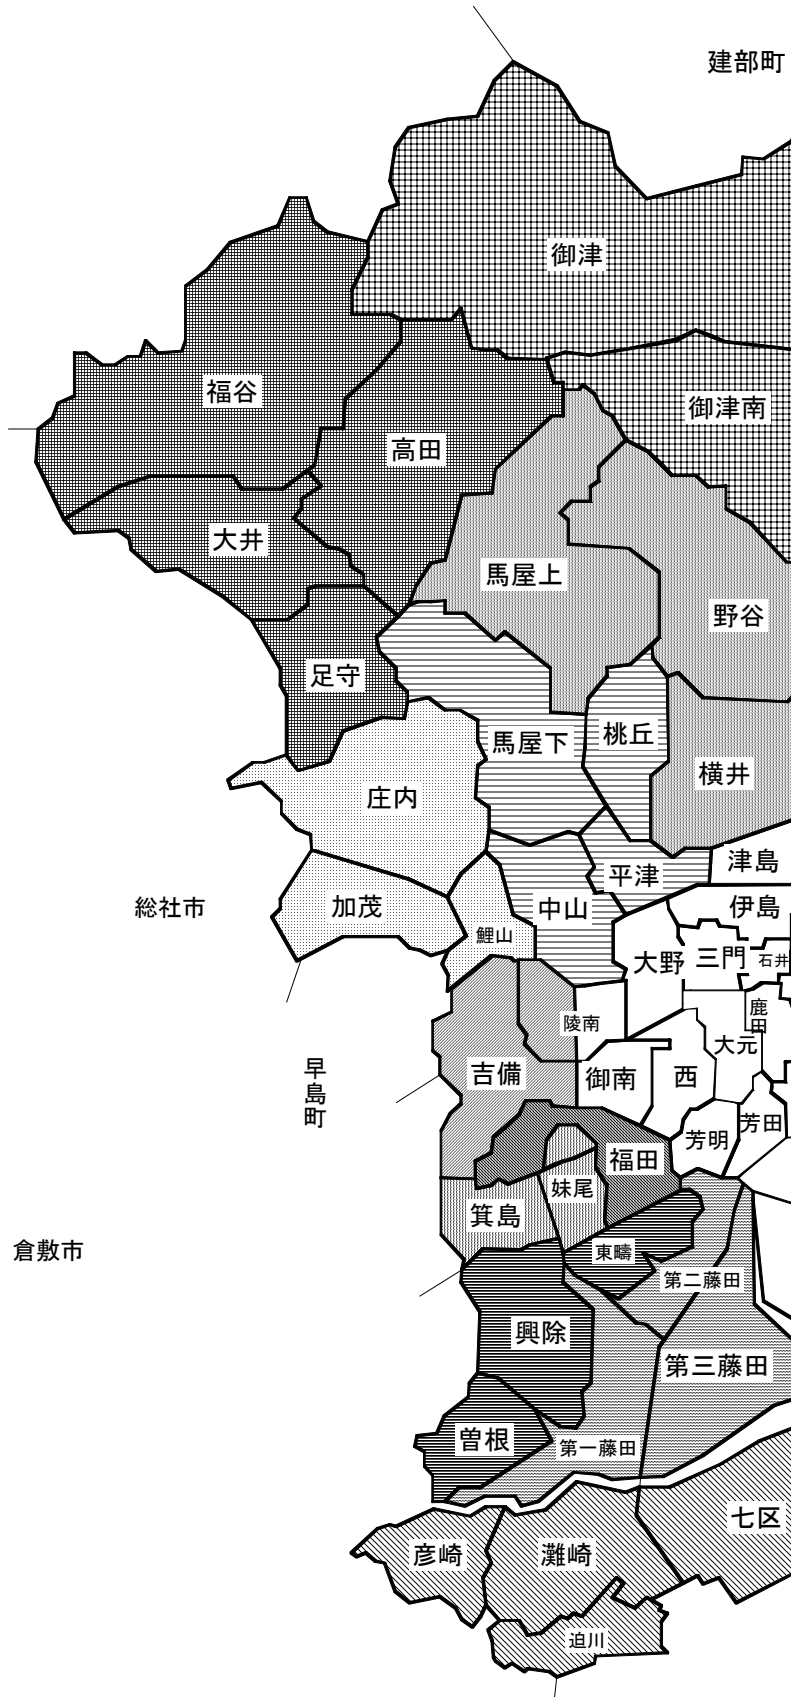 建部町
御津
福谷
御津南
高田
大井
馬屋上
野谷
足守
馬屋下
桃丘
横井
庄内
津島
平津
総社市
加茂
中山
伊島
鯉山
大野
三門
石井
陵南
鹿田
大元
早島町
吉備
御南
西
芳明
芳田
福田
妹尾
箕島
倉敷市
東疇
第二藤田
興除
第三藤田
曽根
第一藤田
七区
彦崎
灘崎
迫川